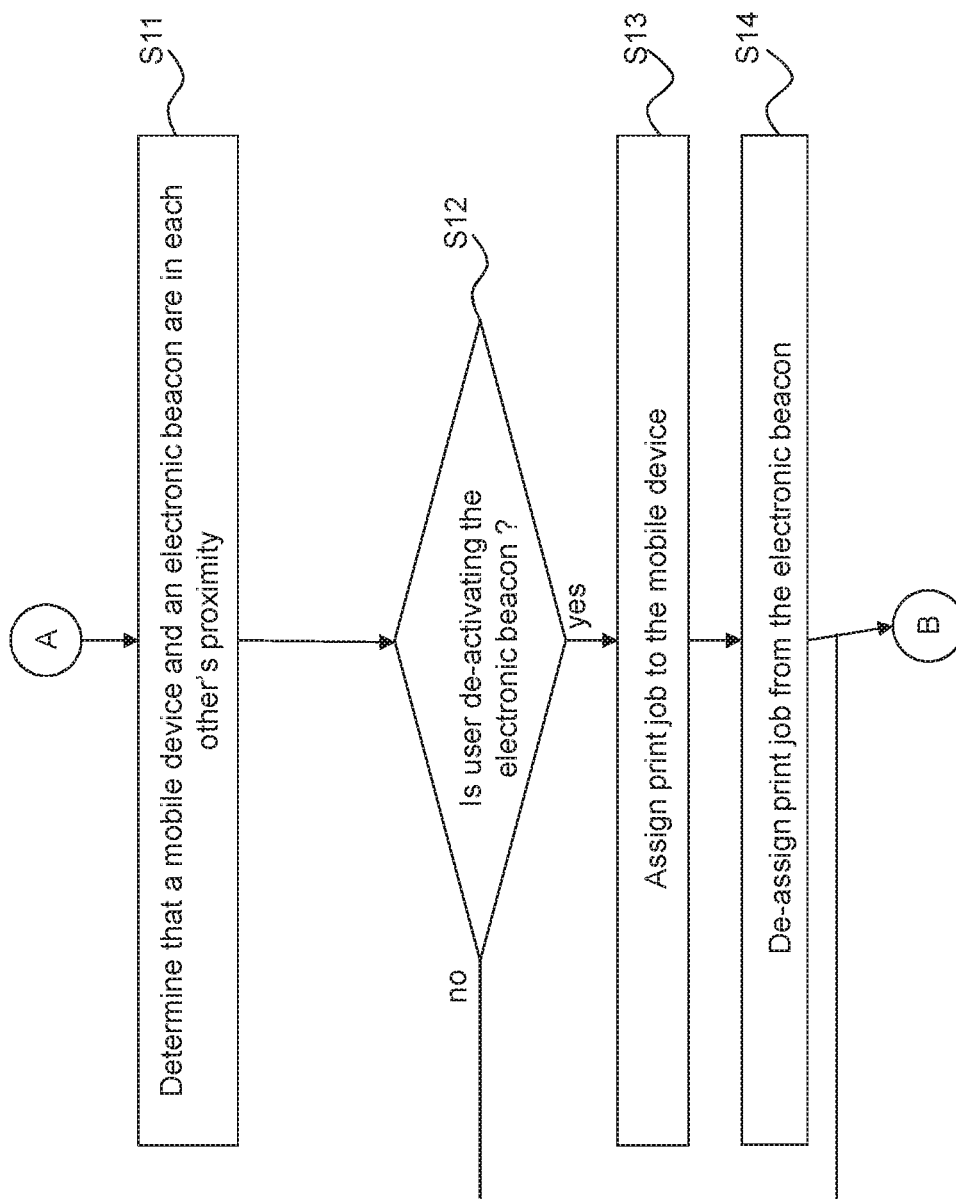 A
Determine that a mobile device and an electronic beacon are in each
other's proximity
S11
Is user de-activating the
electronic beacon ?
S12
no
yes
Assign print job to the mobile device
S13
De-assign print job from the electronic beacon
S14
B